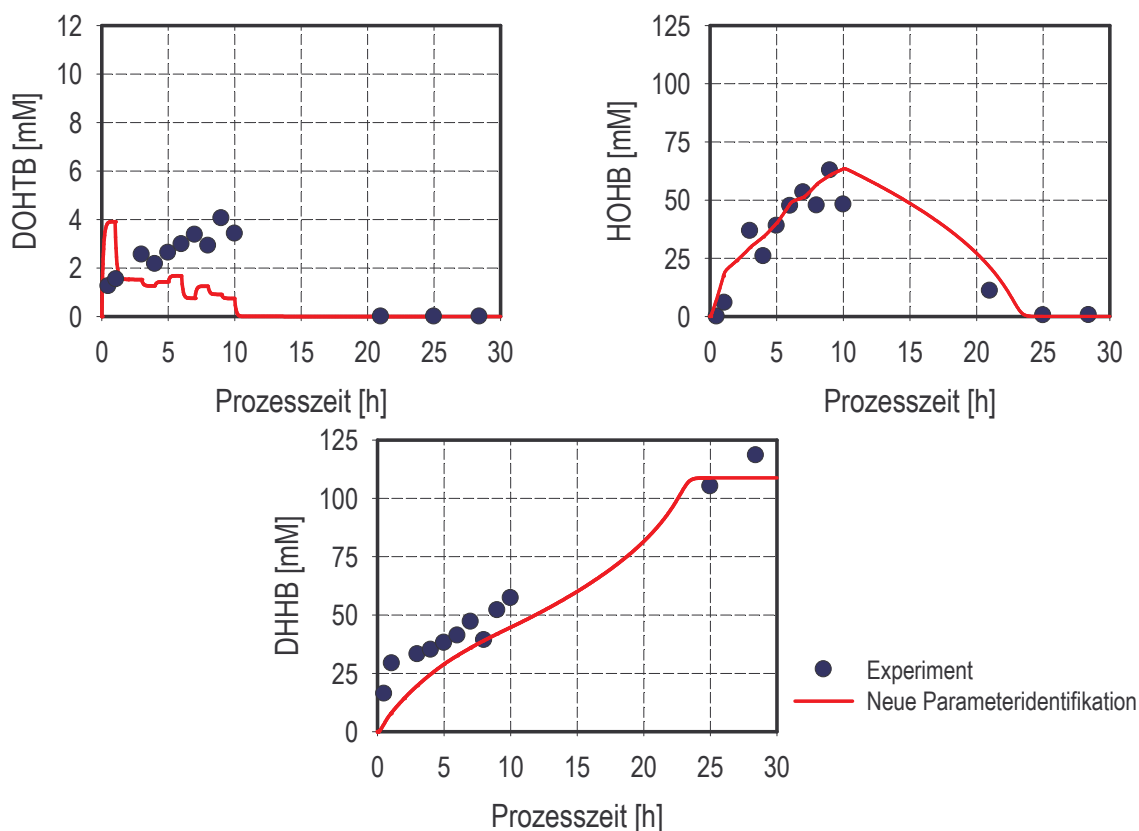 12
10
8
6
4
2
0
DOHTB [mM]
0 5 10 15 20 25 30
Prozesszeit [h]
125
100
75
50
25
0
HOHB [mM]
0 5 10 15 20 25 30
Prozesszeit [h]
125
100
75
50
25
0
DHHB [mM]
0 5 10 15 20 25 30
Prozesszeit [h]
Experiment
Neue Parameteridentifikation